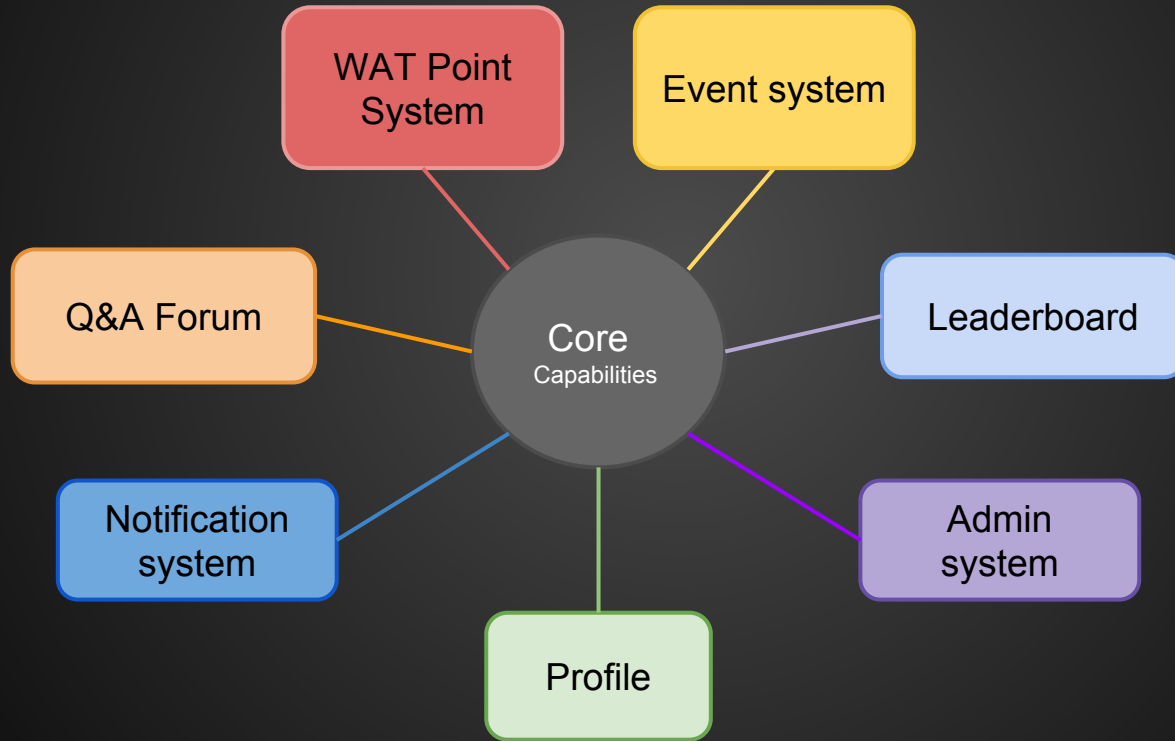 WAT Point
System
Event system
Q&A Forum
Core
Capabilities
Leaderboard
Notification
system
Admin
system
Profile